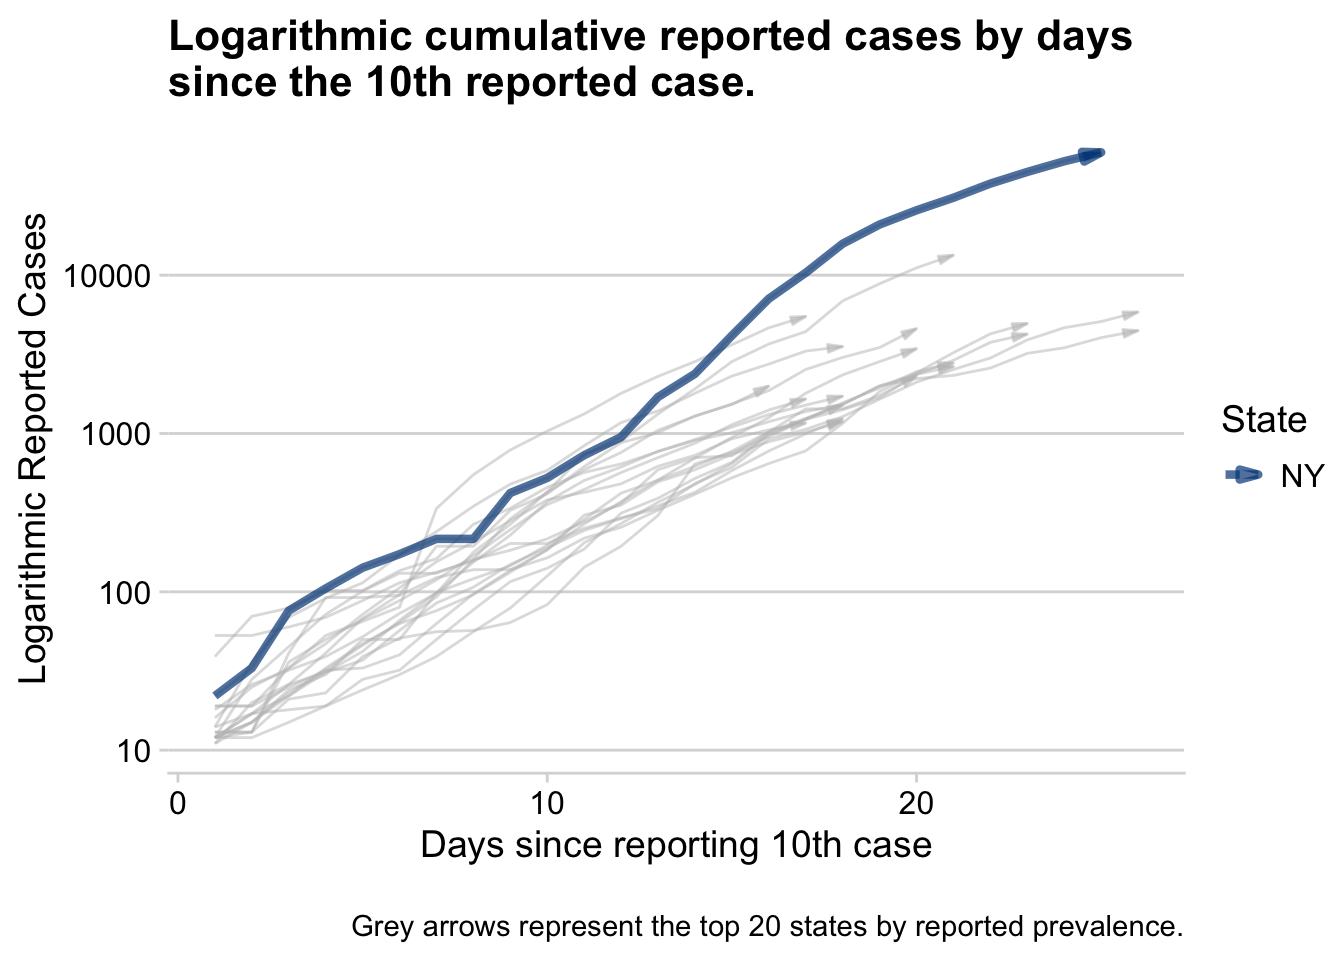 Logarithmic cumulative reported cases by days
since the 10th reported case.
Logarithmic Reported Cases
10000
1000
100
10
0
10
20
Days since reporting 10th case
State
NY
Grey arrows represent the top 20 states by reported prevalence.